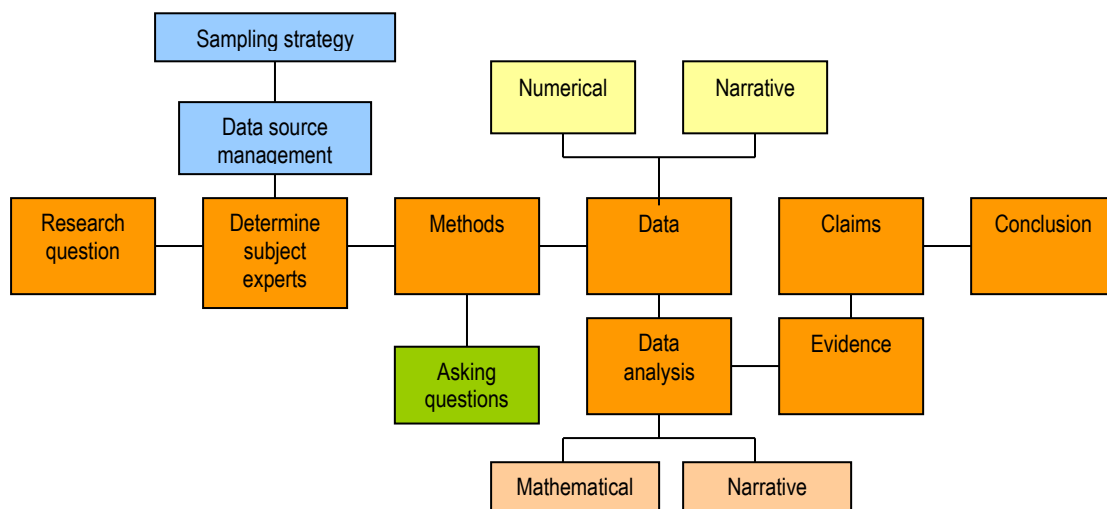 Sampling strategy
Numerical
Narrative
Data source
management
Research
question
Determine
subject
experts
Methods
Data
Claims
Conclusion
Asking
questions
Data
analysis
Evidence
Mathematical
Narrative